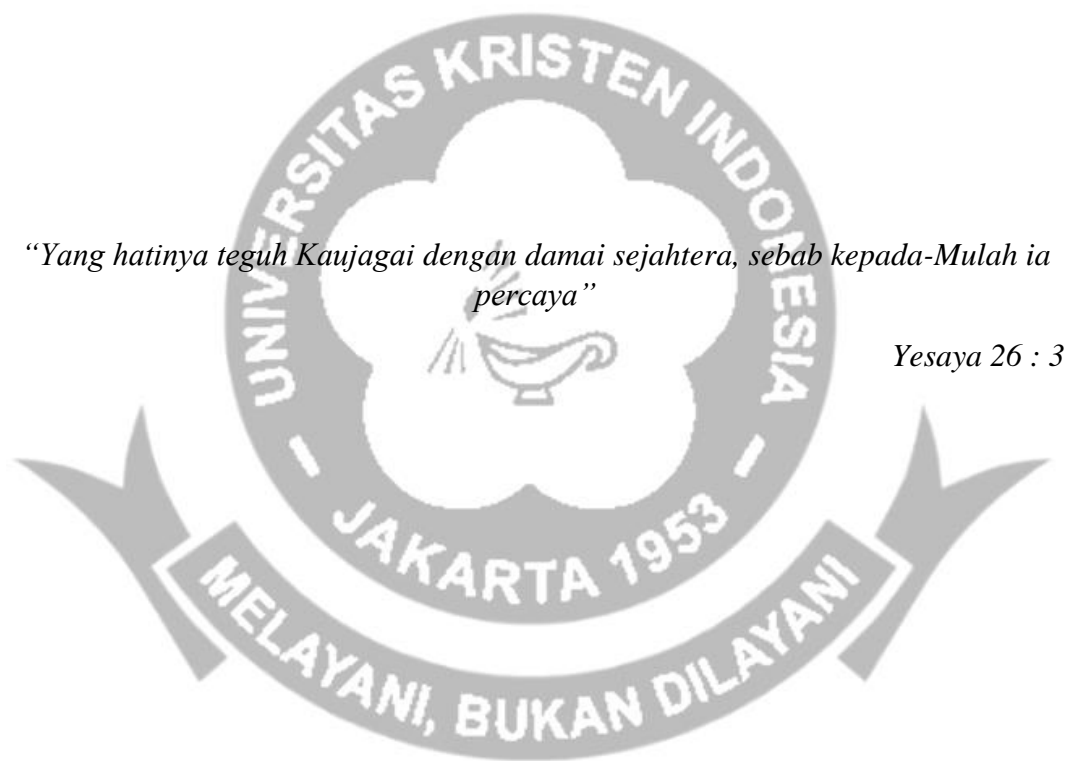 UNIVERSITAS KRISTEN INDONESIA
“Yang hatinya teguh Kaujagai dengan damai sejahtera, sebab kepada-Mulah ia
percaya”
Yesaya 26 : 3
- JAKARTA 1953 -
MELAYANI, BUKAN DILAYANI